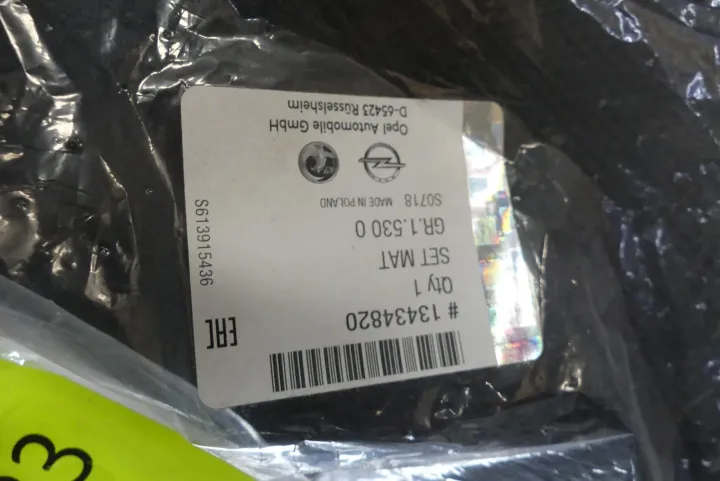 # 13434820
Qty 1
SET MAT
GR.1.530 0
S0718 MADE IN POLAND
Opel Automobile GmbH
D-65423 Rüsselsheim
EAC
S613915436
3